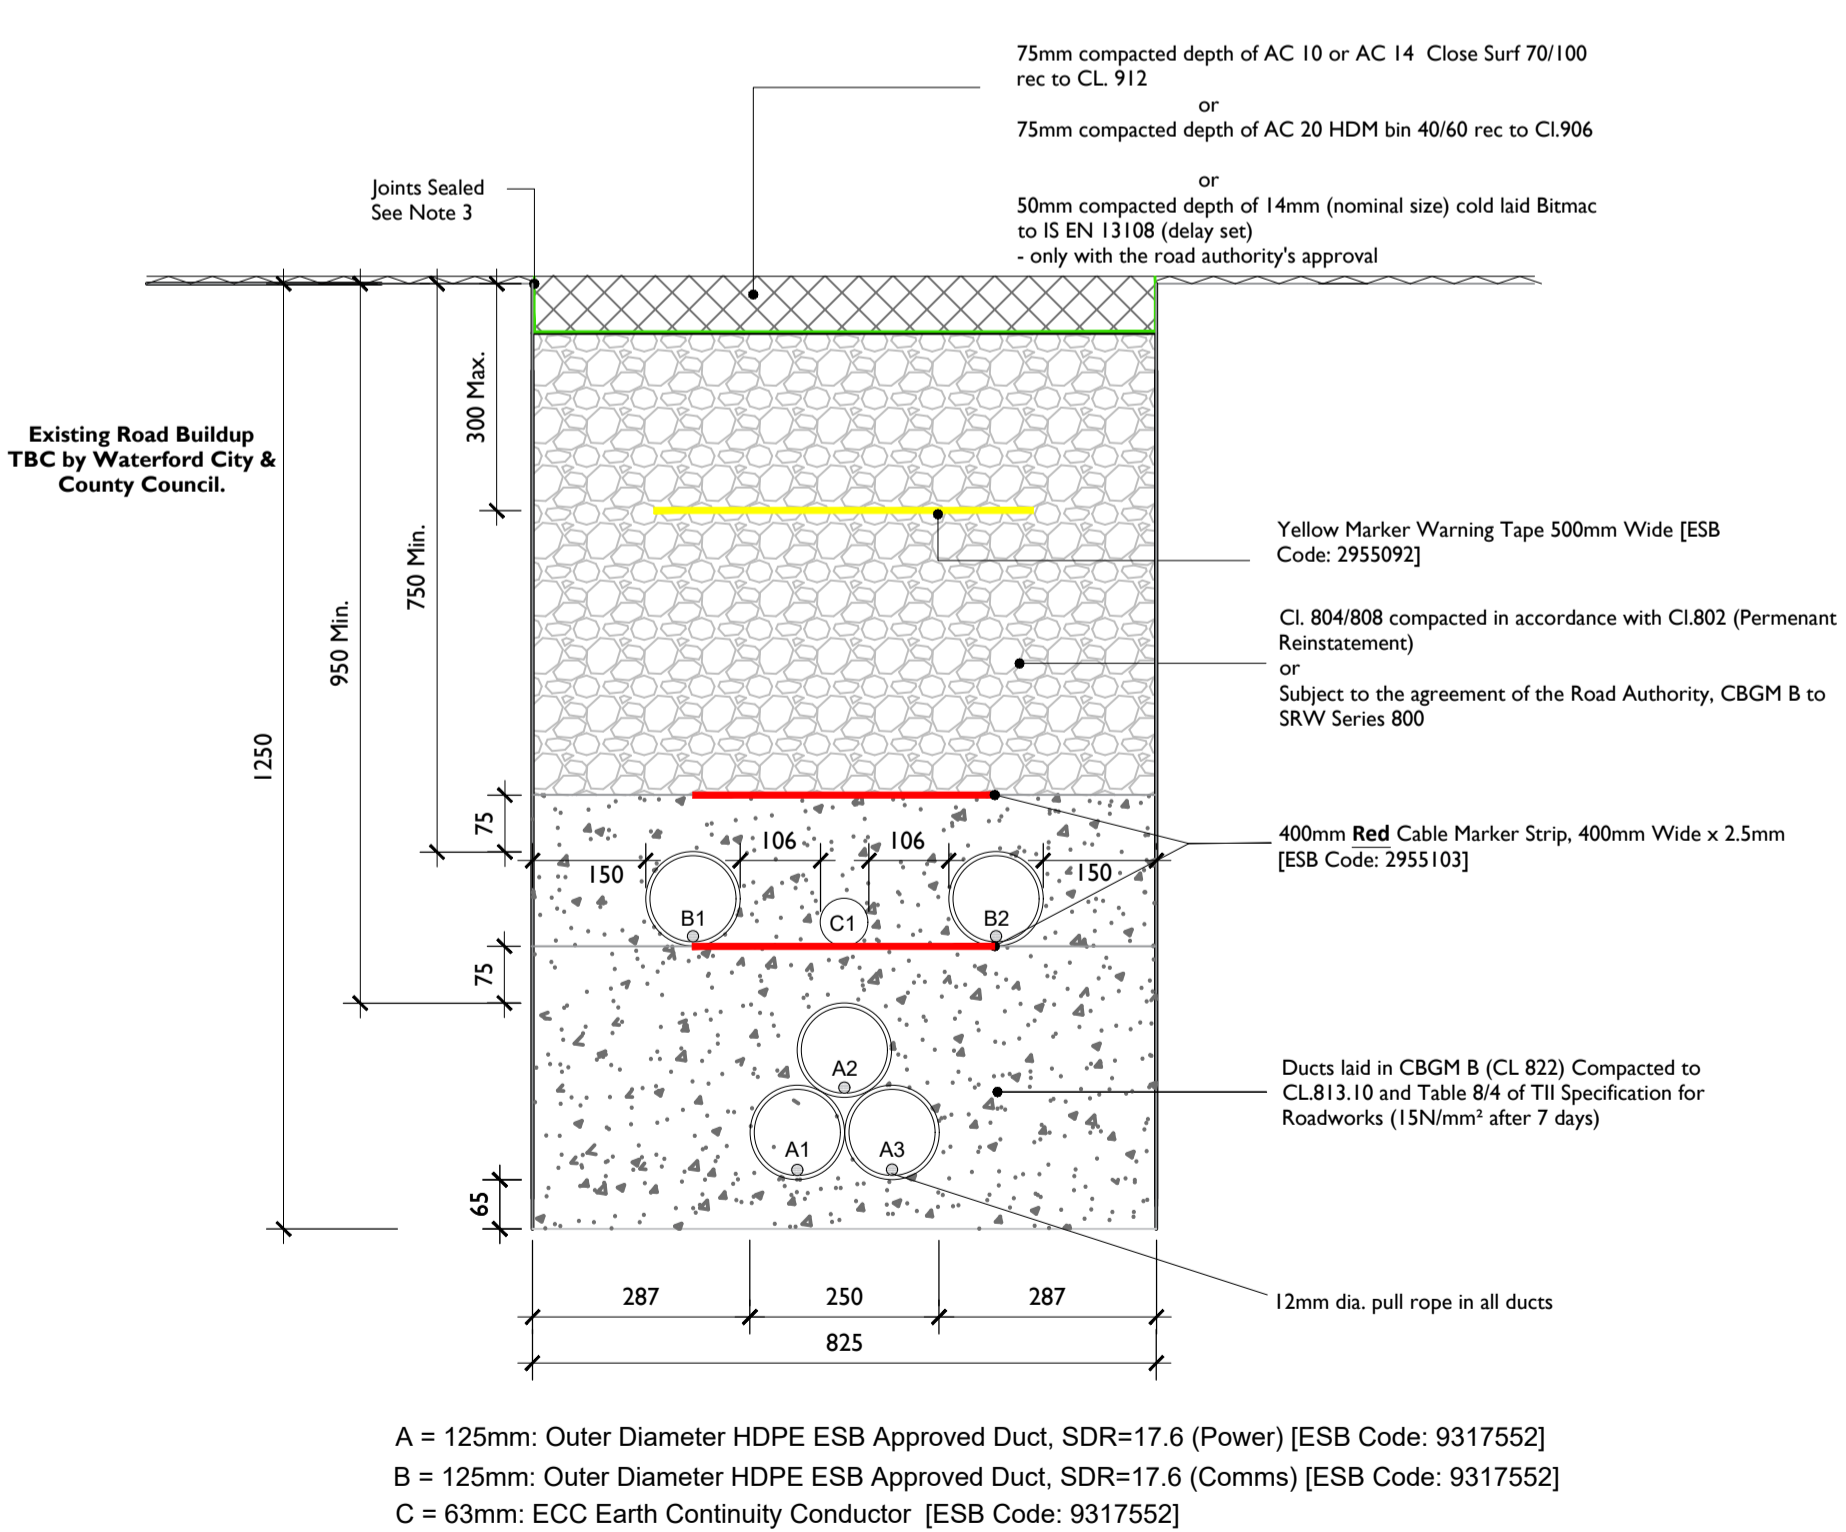 75mm compacted depth of AC 10 or AC 14 Close Surf 70/100
rec to CL. 912
or
75mm compacted depth of AC 20 HDM bin 40/60 rec to Cl.906
or
50mm compacted depth of 14mm (nominal size) cold laid Bitmac
to IS EN 13108 (delay set)
- only with the road authority's approval
Joints Sealed
See Note 3
300 Max.
Existing Road Buildup
TBC by Waterford City &
County Council.
750 Min.
950 Min.
1250
Yellow Marker Warning Tape 500mm Wide [ESB
Code: 2955092]
Cl. 804/808 compacted in accordance with Cl.802 (Permenant
Reinstatement)
or
Subject to the agreement of the Road Authority, CBGM B to
SRW Series 800
75
106
106
150
150
400mm Red Cable Marker Strip, 400mm Wide x 2.5mm
[ESB Code: 2955103]
B1
C1
B2
75
A2
A1
A3
Ducts laid in CBGM B (CL 822) Compacted to
CL.813.10 and Table 8/4 of TII Specification for
Roadworks (15N/mm² after 7 days)
65
287
250
287
12mm dia. pull rope in all ducts
825
A = 125mm: Outer Diameter HDPE ESB Approved Duct, SDR=17.6 (Power) [ESB Code: 9317552]
B = 125mm: Outer Diameter HDPE ESB Approved Duct, SDR=17.6 (Comms) [ESB Code: 9317552]
C = 63mm: ECC Earth Continuity Conductor [ESB Code: 9317552]